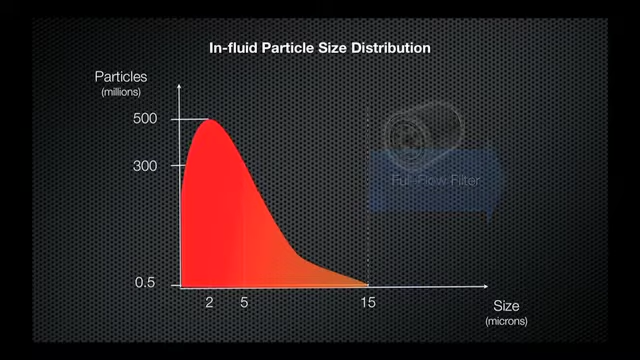 In-fluid Particle Size Distribution
Particles
(millions)
500
300
0.5
2 5 15
Full-Flow Filter
Size
(microns)